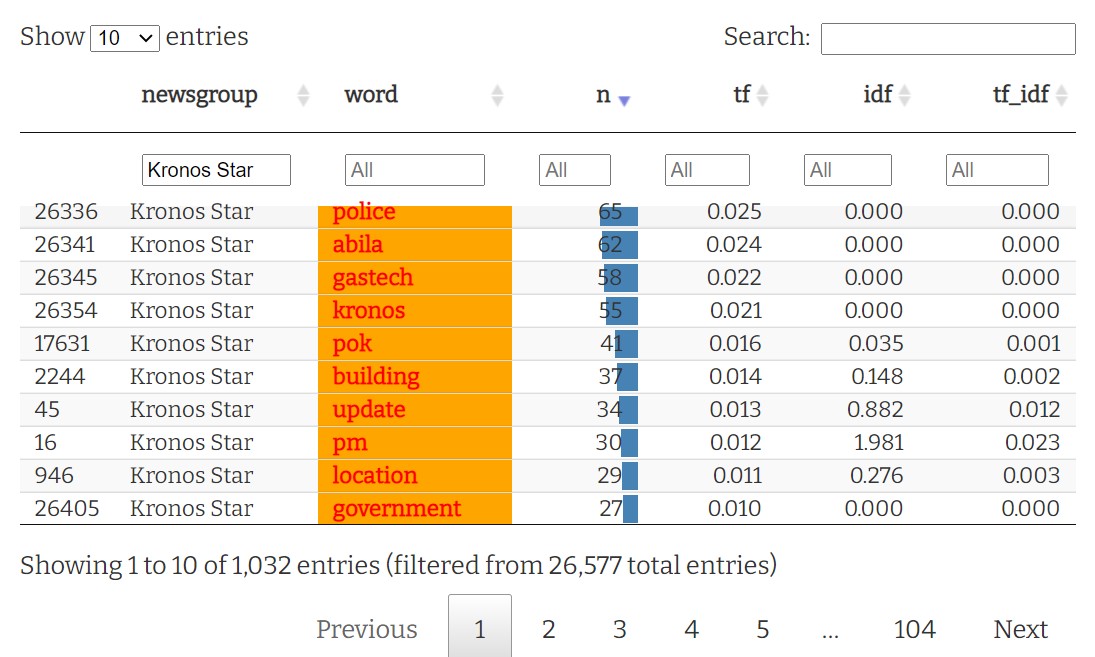 Show 10 entries Search:
newsgroup word n tf idf tf_idf
Kronos Star All All All All All
26336 Kronos Star police 65 0.025 0.000 0.000
26341 Kronos Star abila 62 0.024 0.000 0.000
26345 Kronos Star gastech 58 0.022 0.000 0.000
26354 Kronos Star kronos 55 0.021 0.000 0.000
17631 Kronos Star pok 41 0.016 0.035 0.001
2244 Kronos Star building 37 0.014 0.148 0.002
45 Kronos Star update 34 0.013 0.882 0.012
16 Kronos Star pm 30 0.012 1.981 0.023
946 Kronos Star location 29 0.011 0.276 0.003
26405 Kronos Star government 27 0.010 0.000 0.000
Showing 1 to 10 of 1,032 entries (filtered from 26,577 total entries)
Previous 1 2 3 4 5 ... 104 Next